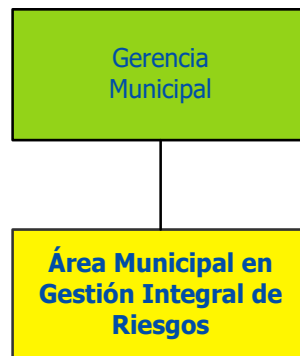 Gerencia
Municipal
Área Municipal en
Gestión Integral de
Riesgos